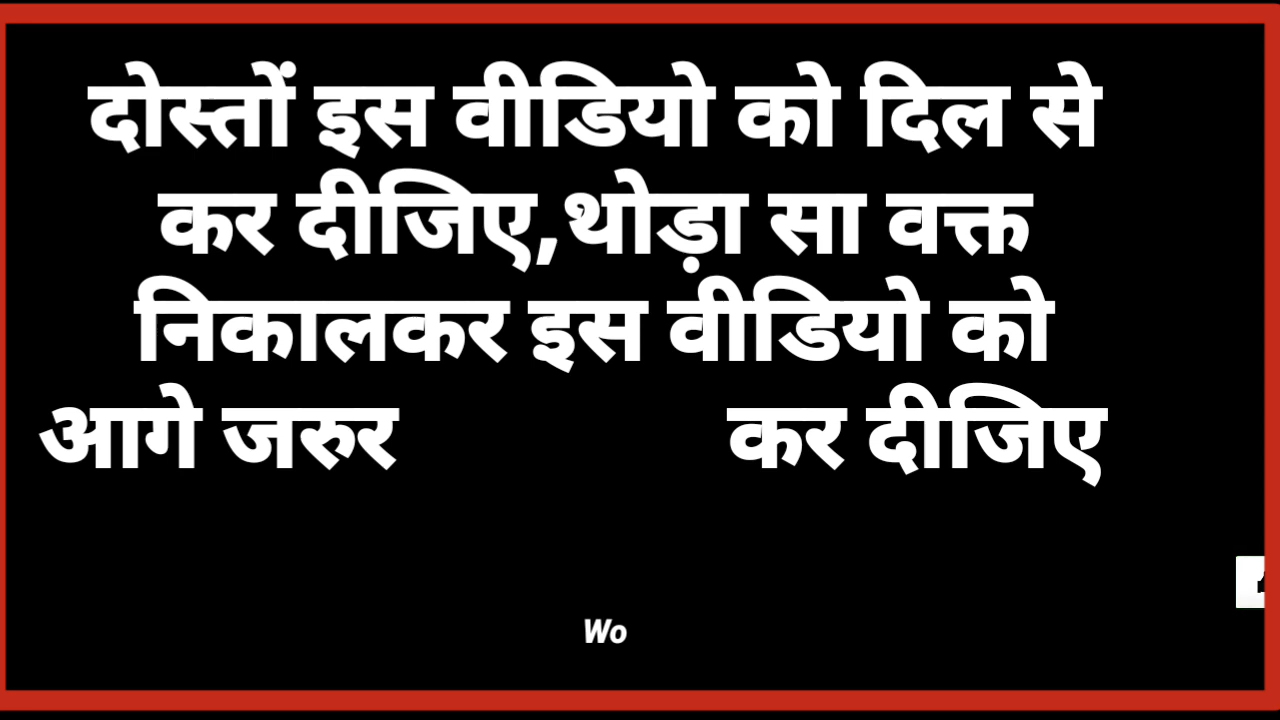 दोस्तों इस वीडियो को दिल से
कर दीजिए,थोड़ा सा वक्त
निकालकर इस वीडियो को
आगे जरुर कर दीजिए
Wo